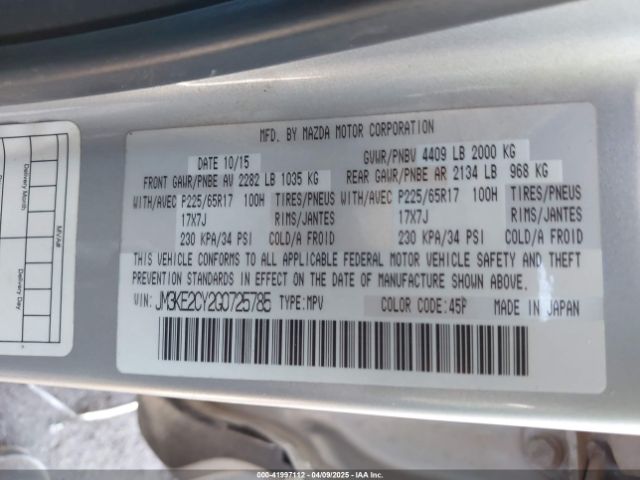 MFD. BY MAZDA MOTOR CORPORATION
DATE 10/15 GVWR/PNBV 4409 LB 2000 KG
FRONT GAWR/PNBE AV 2282 LB 1035 KG REAR GAWR/PNBE AR 2134 LB 968 KG
WITH/AVEC P225/65R17 100H TIRES/PNEUS WITH/AVEC P225/65R17 100H TIRES/PNEUS
17X7J RIMS/JANTES 17X7J RIMS/JANTES
230 KPA/34 PSI COLD/A FROID 230 KPA/34 PSI COLD/A FROID
THIS VEHICLE CONFORMS TO ALL APPLICABLE FEDERAL MOTOR VEHICLE SAFETY AND THEFT
PREVENTION STANDARDS IN EFFECT ON THE DATE OF MANUFACTURE SHOWN ABOVE.
VIN: JM3KE2CY2G0725785 TYPE:MPV COLOR CODE:45P MADE IN JAPAN
Delivery Month
Mt/Aft
Delivery
000-41997112 - 04/09/2025 - IAA Inc.